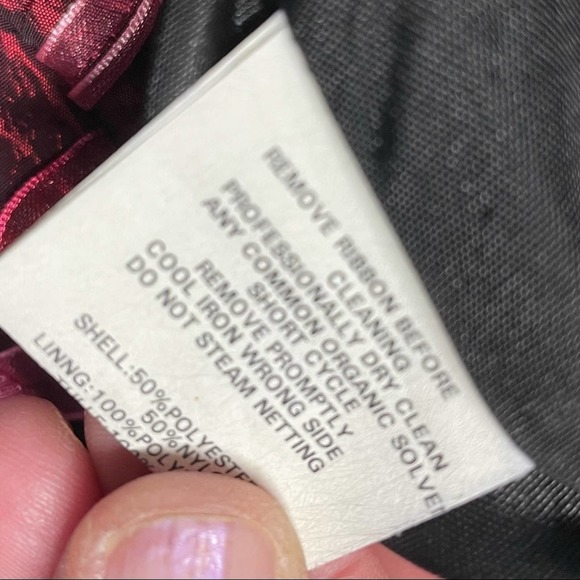 REMOVE RIBBON BEFORE
CLEANING
PROFESSIONALLY DRY CLEAN
ANY COMMON ORGANIC SOLVE
SHORT CYCLE
REMOVE PROMPTLY
COOL IRON WRONG SIDE
DO NOT STEAM NETTING
SHELL:50%POLYESTE
50%NYL
LINNG:100%POLY